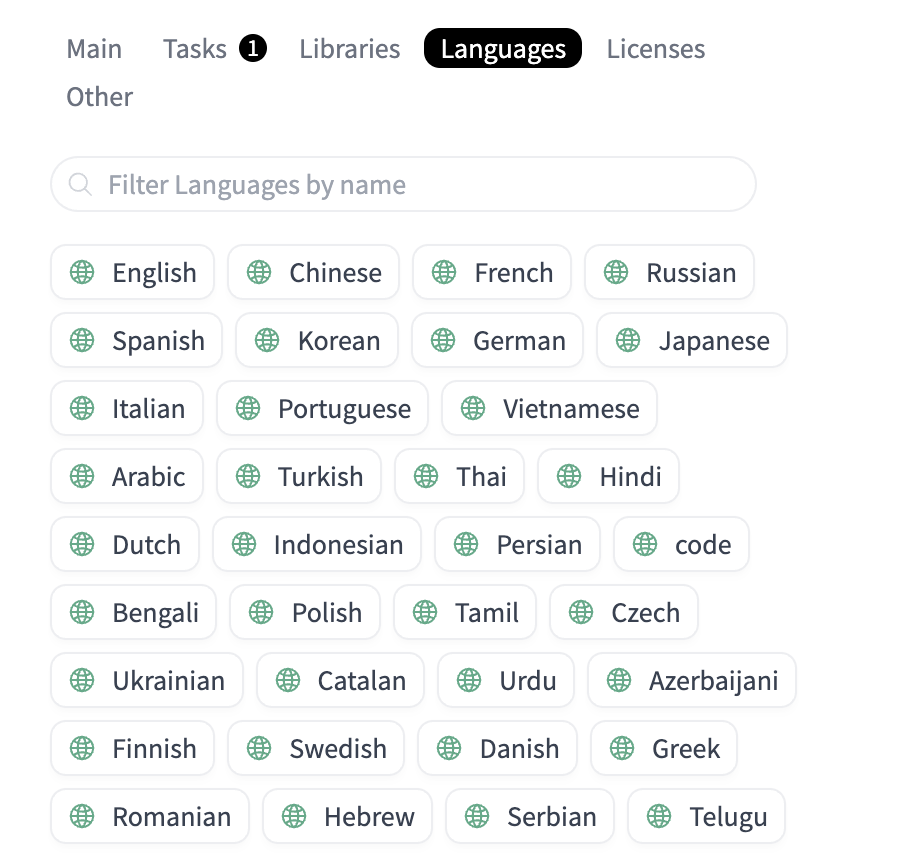 Main Tasks 1 Libraries Languages Licenses
Other
Filter Languages by name
English Chinese French Russian
Spanish Korean German Japanese
Italian Portuguese Vietnamese
Arabic Turkish Thai Hindi
Dutch Indonesian Persian code
Bengali Polish Tamil Czech
Ukrainian Catalan Urdu Azerbaijani
Finnish Swedish Danish Greek
Romanian Hebrew Serbian Telugu